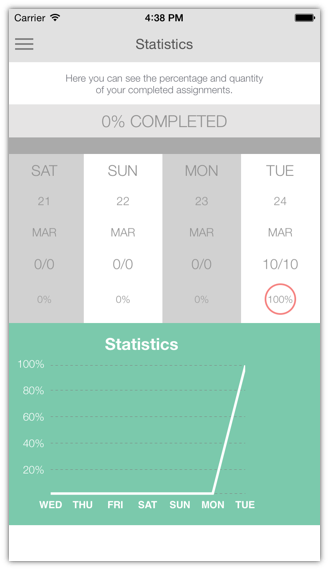 Carrier 4:38 PM
Statistics
Here you can see the percentage and quantity
of your completed assignments.
0% COMPLETED
SAT SUN MON TUE
21 22 23 24
MAR MAR MAR MAR
0/0 0/0 0/0 10/10
0% 0% 0% 100%
Statistics
100%
80%
60%
40%
20%
WED THU FRI SAT SUN MON TUE